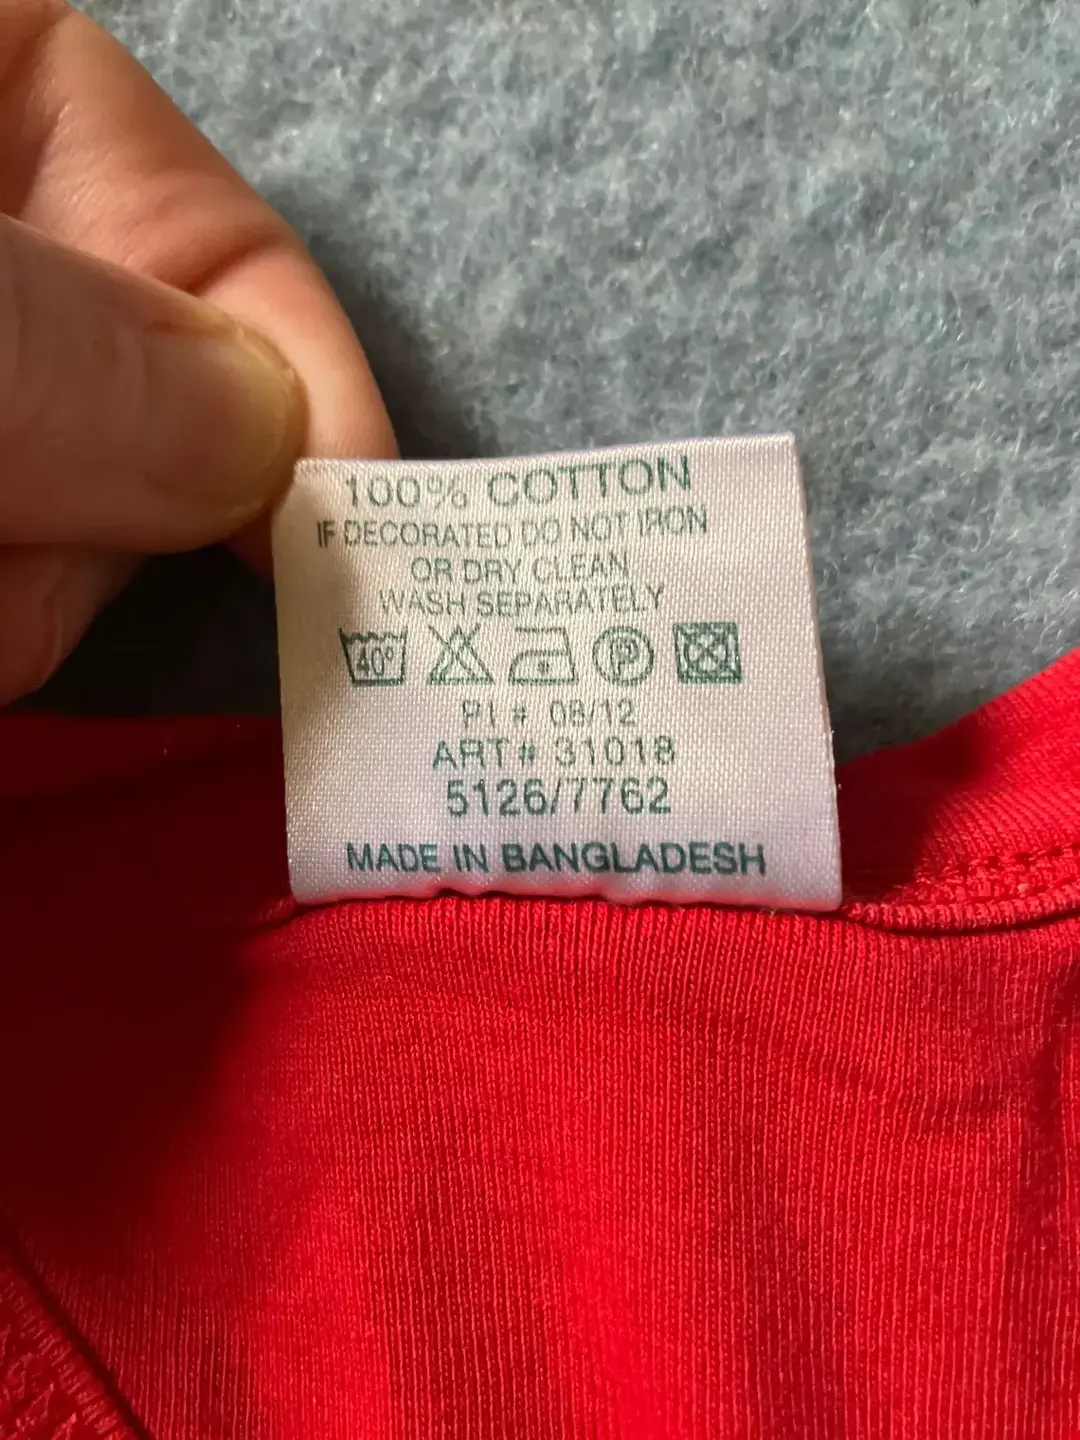 100% COTTON
IF DECORATED DO NOT IRON
OR DRY CLEAN
WASH SEPARATELY
40° P
PI # 08/12
ART# 31018
5126/7762
MADE IN BANGLADESH